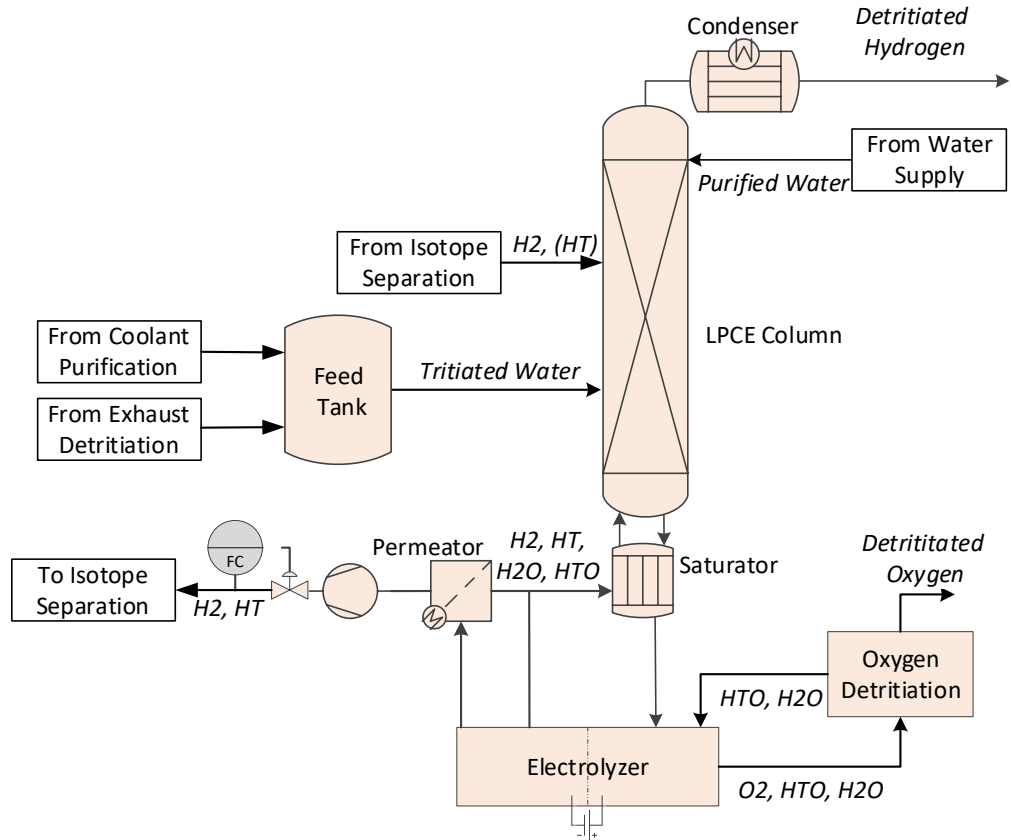 Condenser
Detritiated
Hydrogen
From Water
Supply
Purified Water
From Isotope
Separation
H2, (HT)
LPCE Column
From Coolant
Purification
Feed
Tank
Tritiated Water
From Exhaust
Detritiation
FC
Permeator
H2, HT,
H2O, HTO
Saturator
Detrititated
Oxygen
To Isotope
Separation
H2, HT
Oxygen
Detritiation
HTO, H2O
Electrolyzer
O2, HTO, H2O
- +